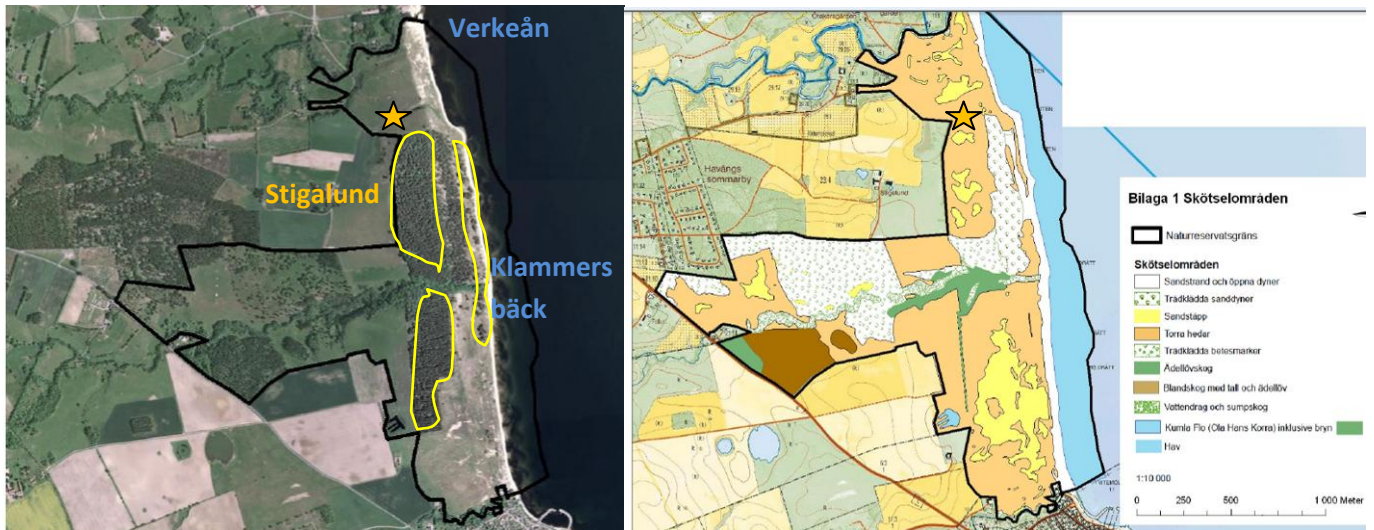 Verkeån
Stigalund
Klammers
bäck
Havängs
sommarby
Stigalund
Bilaga 1 Skötselområden
Naturreservatsgräns
Skötselområden
Sandstrand och öppna dyner
Trädklädda sanddyner
Sandstäpp
Torra hedar
Trädklädda betesmarker
Ädellövskog
Blandskog med tall och ädellöv
Vattendrag och sumpskog
Kumla Flo (Ola Hans Korra) inklusive bryn
Hav
1:10 000
0 250 500 1 000 Meter